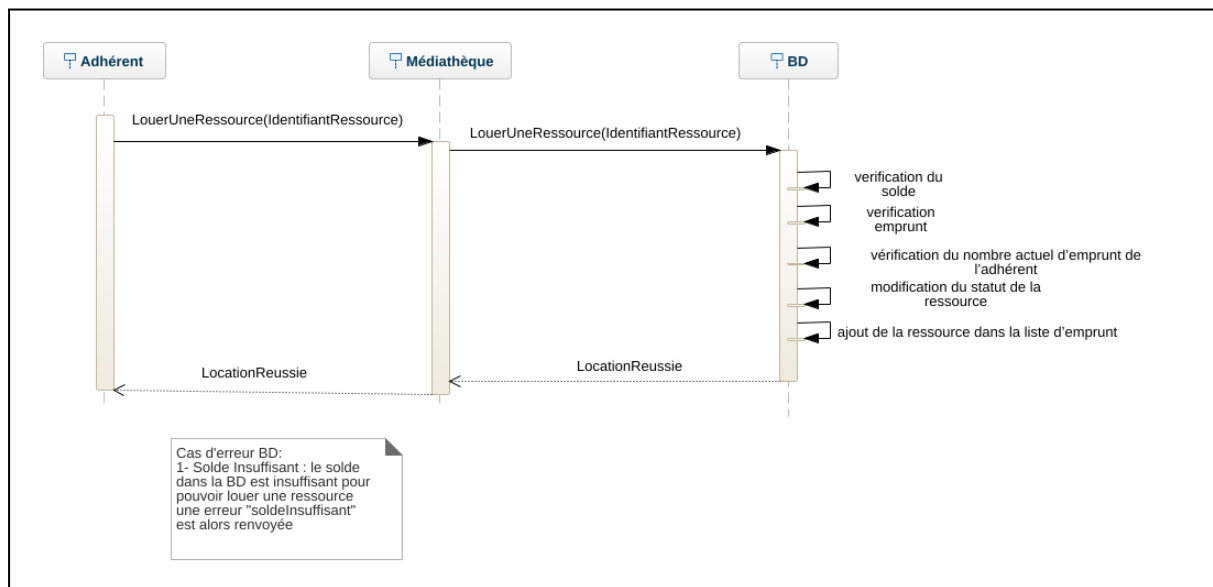 Adhérent
Médiathèque
BD
LouerUneRessource(IdentifiantRessource)
LouerUneRessource(IdentifiantRessource)
verification du
solde
verification
emprunt
vérification du nombre actuel d'emprunt de
l'adhérent
modification du statut de la
ressource
ajout de la ressource dans la liste d'emprunt
LocationReussie
LocationReussie
Cas d'erreur BD:
1- Solde Insuffisant : le solde
dans la BD est insuffisant pour
pouvoir louer une ressource
une erreur "soldeInsuffisant"
est alors renvoyée